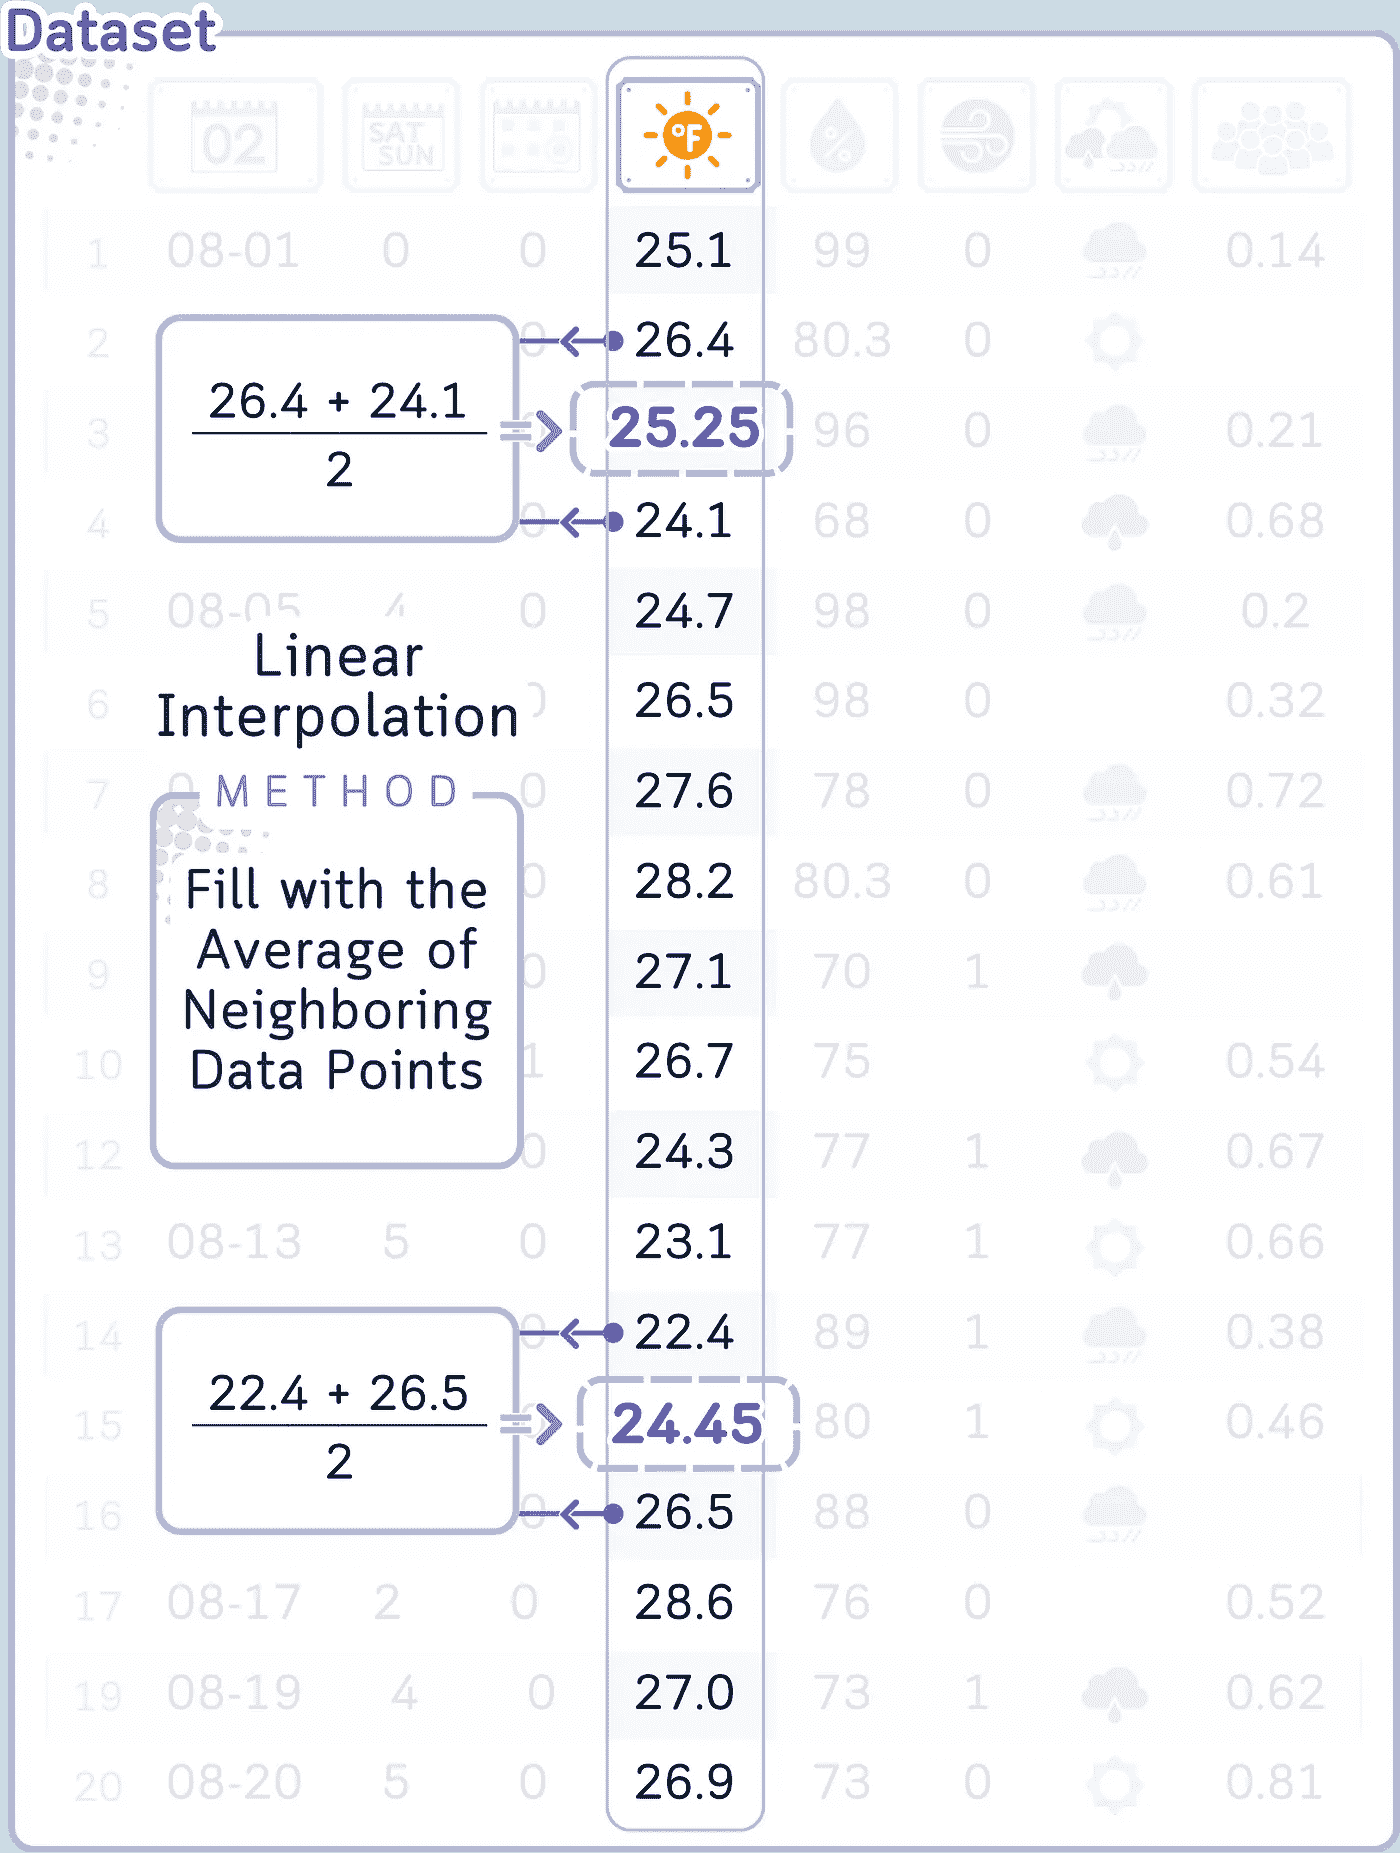 Dataset
02 SAT SUN °F %
1 08-01 0 0 25.1 99 0 0.14
2 0 26.4 80.3 0
26.4 + 24.1
2
=
3 25.25 96 0 0.21
4 0 24.1 68 0 0.68
5 08-05 4 0 24.7 98 0 0.2
Linear
Interpolation
6 26.5 98 0 0.32
METHOD
7 0 0 27.6 78 0 0.72
Fill with the
Average of
Neighboring
Data Points
8 0 28.2 80.3 0 0.61
9 0 27.1 70 1
10 1 26.7 75 0.54
12 0 24.3 77 1 0.67
13 08-13 5 0 23.1 77 1 0.66
14 0 22.4 89 1 0.38
22.4 + 26.5
2
=
15 24.45 80 1 0.46
16 0 26.5 88 0
17 08-17 2 0 28.6 76 0 0.52
19 08-19 4 0 27.0 73 1 0.62
20 08-20 5 0 26.9 73 0 0.81